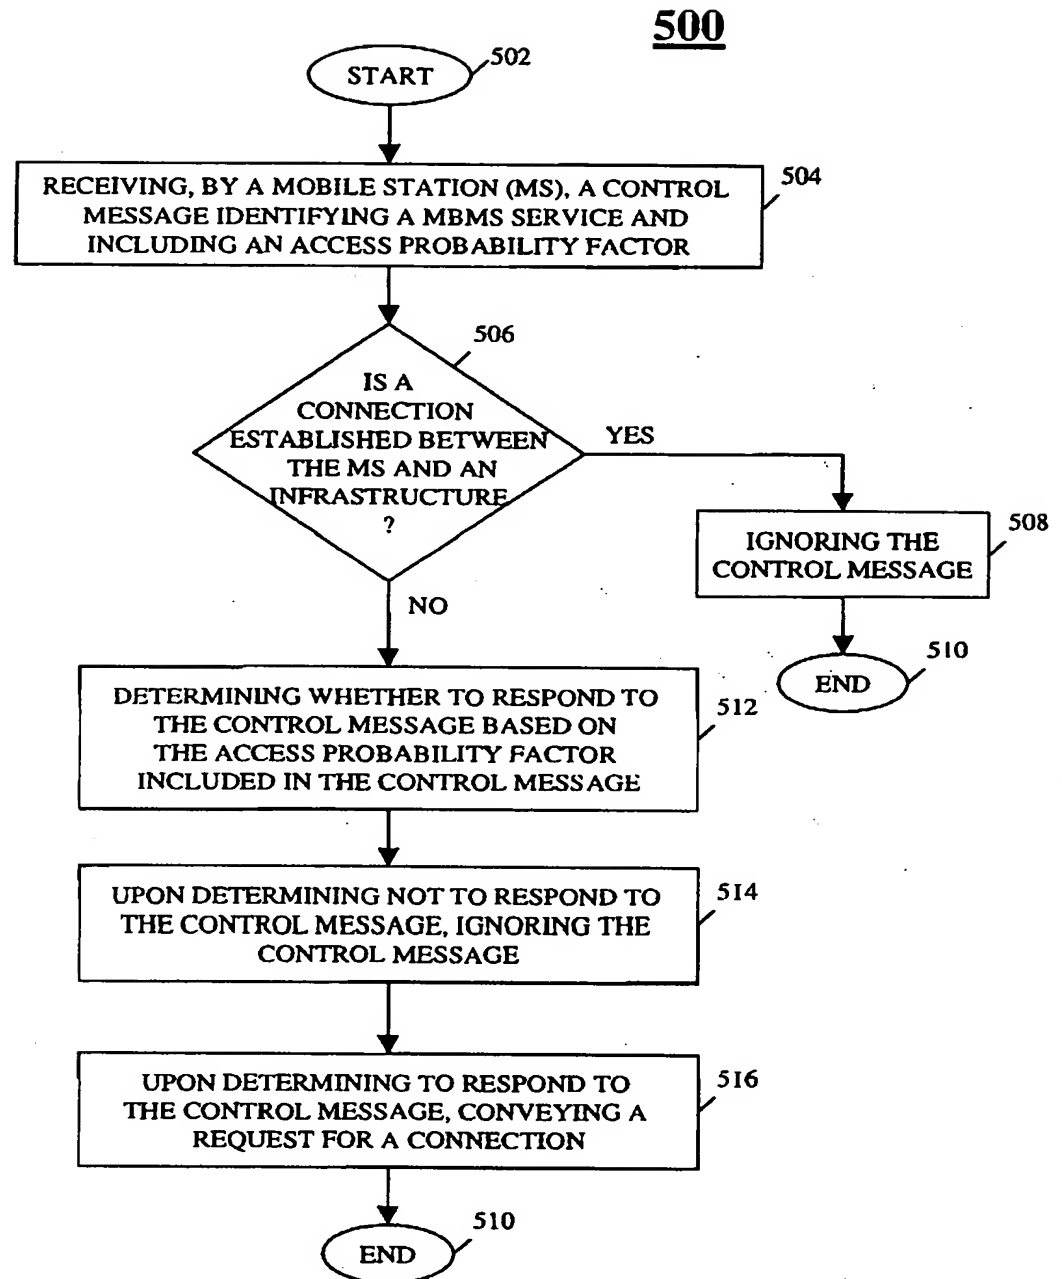 500
START
502
RECEIVING, BY A MOBILE STATION (MS), A CONTROL
MESSAGE IDENTIFYING A MBMS SERVICE AND
INCLUDING AN ACCESS PROBABILITY FACTOR
504
506
IS A
CONNECTION
ESTABLISHED BETWEEN
THE MS AND AN
INFRASTRUCTURE
?
YES
IGNORING THE
CONTROL MESSAGE
508
NO
END
510
DETERMINING WHETHER TO RESPOND TO
THE CONTROL MESSAGE BASED ON
THE ACCESS PROBABILITY FACTOR
INCLUDED IN THE CONTROL MESSAGE
512
UPON DETERMINING NOT TO RESPOND TO
THE CONTROL MESSAGE, IGNORING THE
CONTROL MESSAGE
514
UPON DETERMINING TO RESPOND TO
THE CONTROL MESSAGE, CONVEYING A
REQUEST FOR A CONNECTION
516
END
510